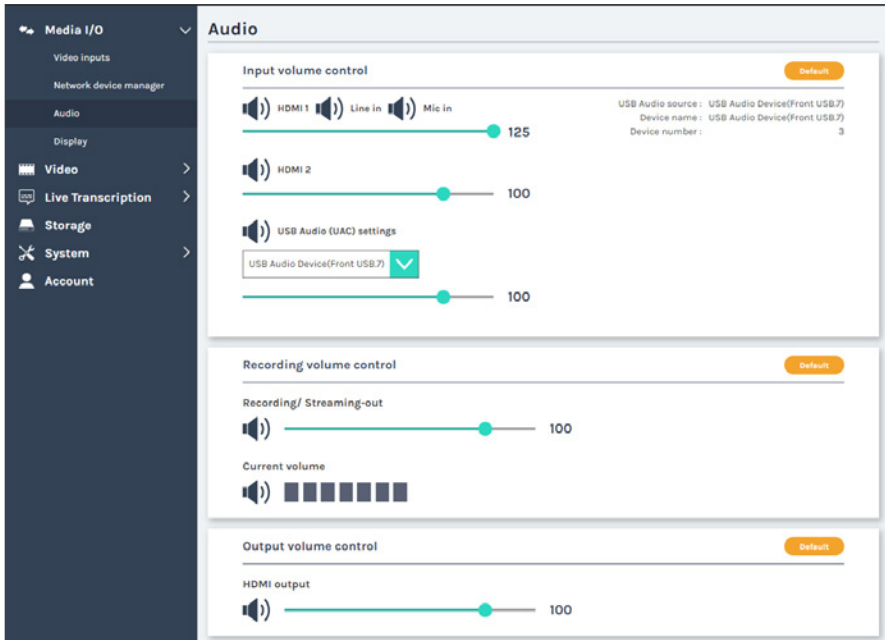 Media I/O
Video inputs
Network device manager
Audio
Display
Video
Live Transcription
Storage
System
Account
Audio
Input volume control
Default
HDMI 1 Line in Mic in
125
USB Audio source : USB Audio Device(Front USB.7)
Device name : USB Audio Device(Front USB.7)
Device number : 3
HDMI 2
100
USB Audio (UAC) settings
USB Audio Device(Front USB.7)
100
Recording volume control
Default
Recording/ Streaming-out
100
Current volume
Output volume control
Default
HDMI output
100